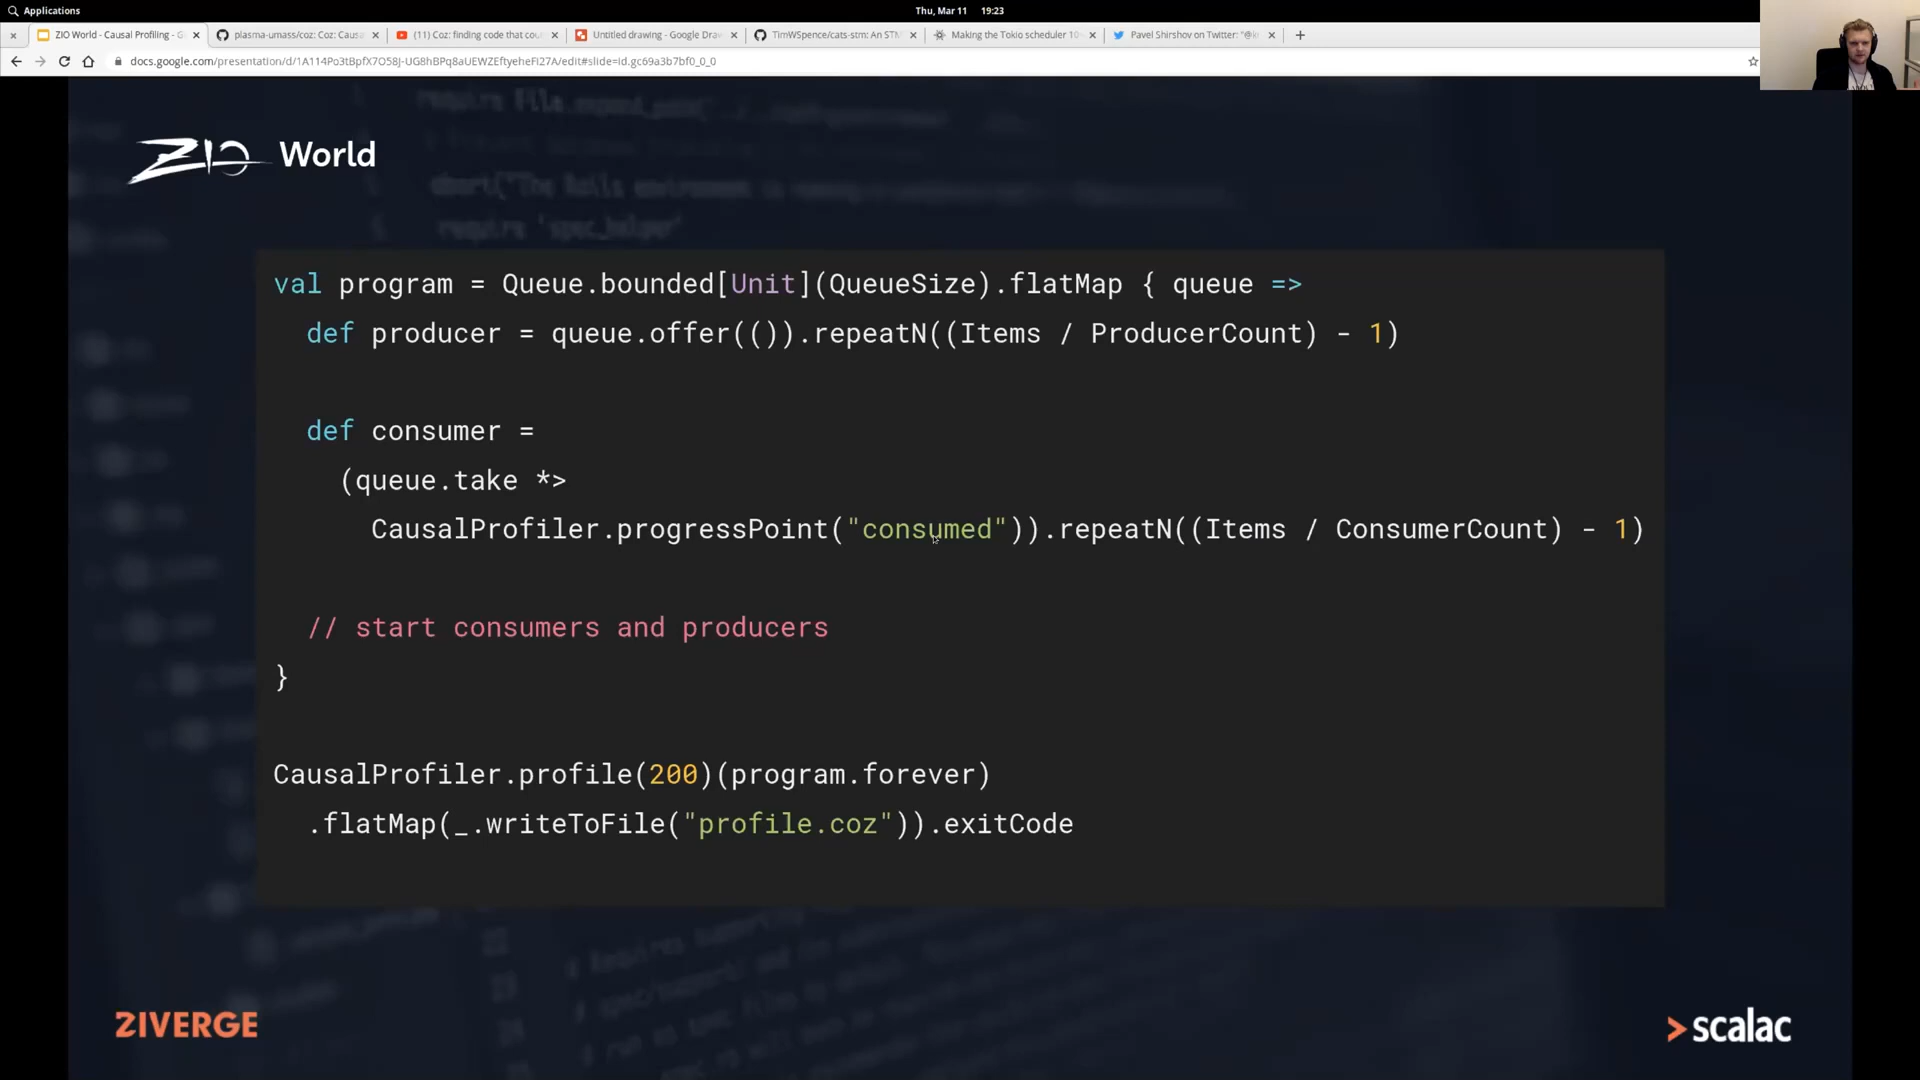 Applications
Thu, Mar 11 19:23
ZIO World - Causal Profiling - G
plasma-umass/coz: Coz: Causa
(11) Coz: finding code that cou
Untitled drawing - Google Dra
TimWSpence/cats-stm: An STM
Making the Tokio scheduler 10
Pavel Shirshov on Twitter: "@k
docs.google.com/presentation/d/1A114Po3tBpfX7O58J-UG8hBPq8aUEWZEftyeheFI27A/edit#slide=id.gc69a3b7bf0_0_0
ZIO World
require 'spec_helper'
val program = Queue.bounded[Unit](QueueSize).flatMap { queue =>
def producer = queue.offer(()).repeatN((Items / ProducerCount) - 1)
def consumer =
(queue.take *>
CausalProfiler.progressPoint("consumed")).repeatN((Items / ConsumerCount) - 1)
// start consumers and producers
}
CausalProfiler.profile(200)(program.forever)
.flatMap(_.writeToFile("profile.coz")).exitCode
ZIVERGE
scalac